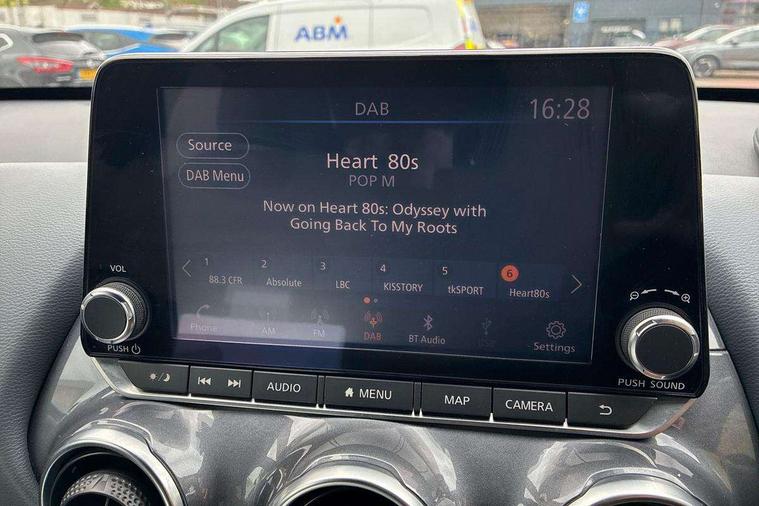 ABM
DAB
16:28
Source
DAB Menu
Heart 80s
POP M
Now on Heart 80s: Odyssey with
Going Back To My Roots
1 2 3 4 5 6
88.3 CFR Absolute LBC KISSTORY tkSPORT Heart80s
Phone AM FM DAB BT Audio USB Settings
VOL
PUSH
PUSH SOUND
AUDIO MENU MAP CAMERA